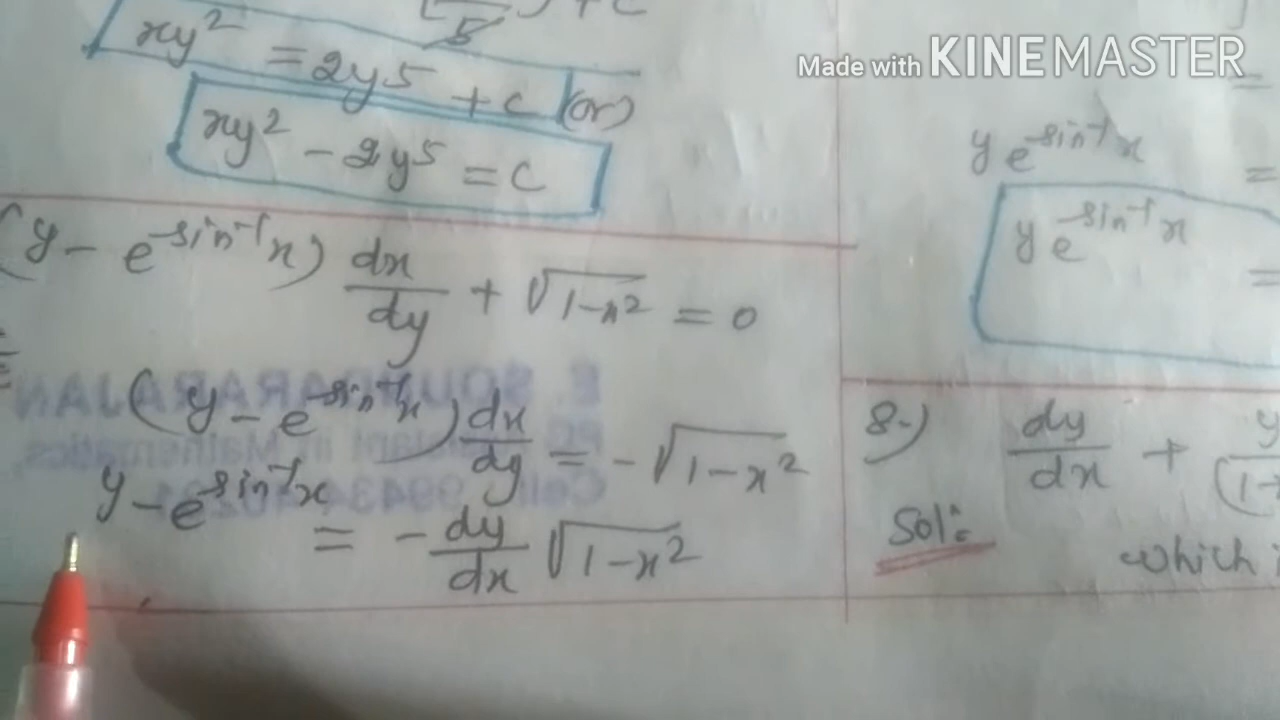 Made with KINEMASTER
xy² = 2y5 + c (or)
xy² - 2y5 = c
(y - e^sin⁻¹x) dx/dy + √1-x² = 0
(y - e^sin⁻¹x) dx/dy = -√1-x²
y - e^sin⁻¹x = - dy/dx √1-x²
y e^sin⁻¹x =
y e^sin⁻¹x =
8.) dy/dx + y
Sol:
which